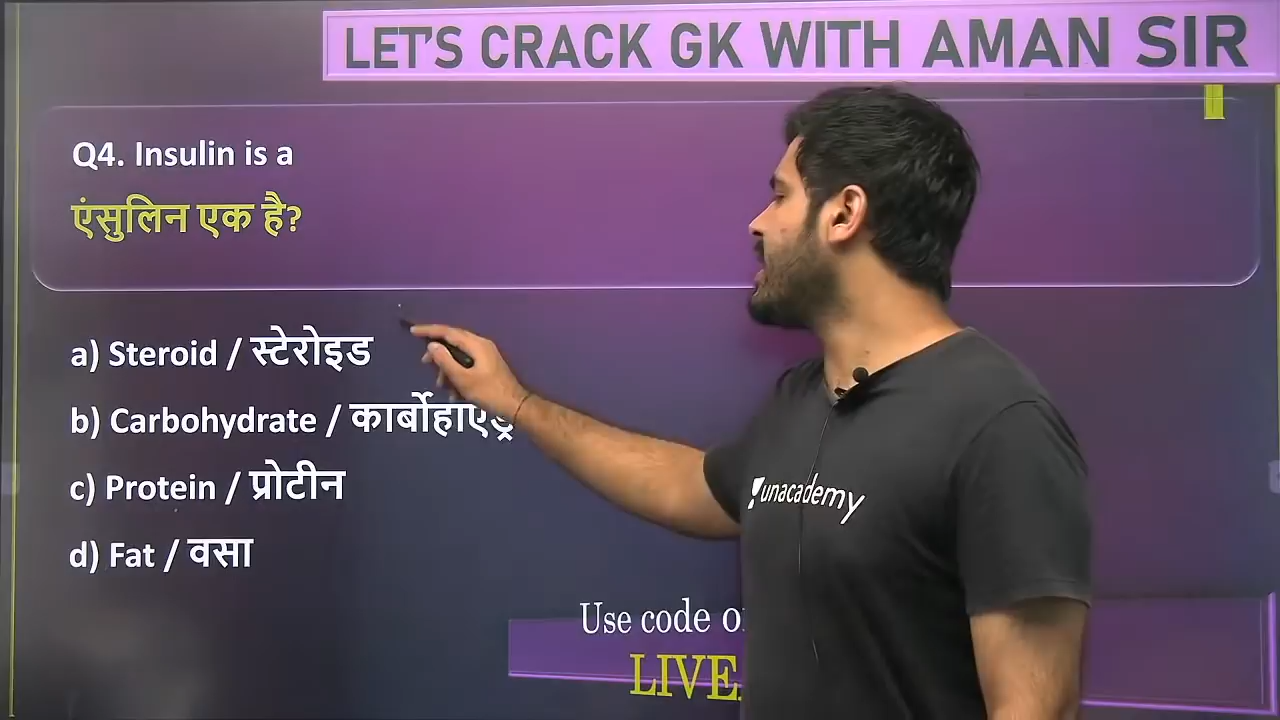 LET'S CRACK GK WITH AMAN SIR
Q4. Insulin is a
एंसुलिन एक है?
a) Steroid / स्टेरोइड
b) Carbohydrate /
c) Protein / प्रोटीन
d) Fat / वसा
unacademy
Use code
LIVE